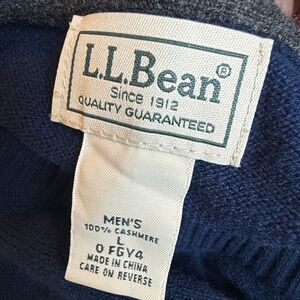 L.L.Bean®
Since 1912
QUALITY GUARANTEED
MEN'S
100% CASHMERE
L
0 FGY4
MADE IN CHINA
CARE ON REVERSE